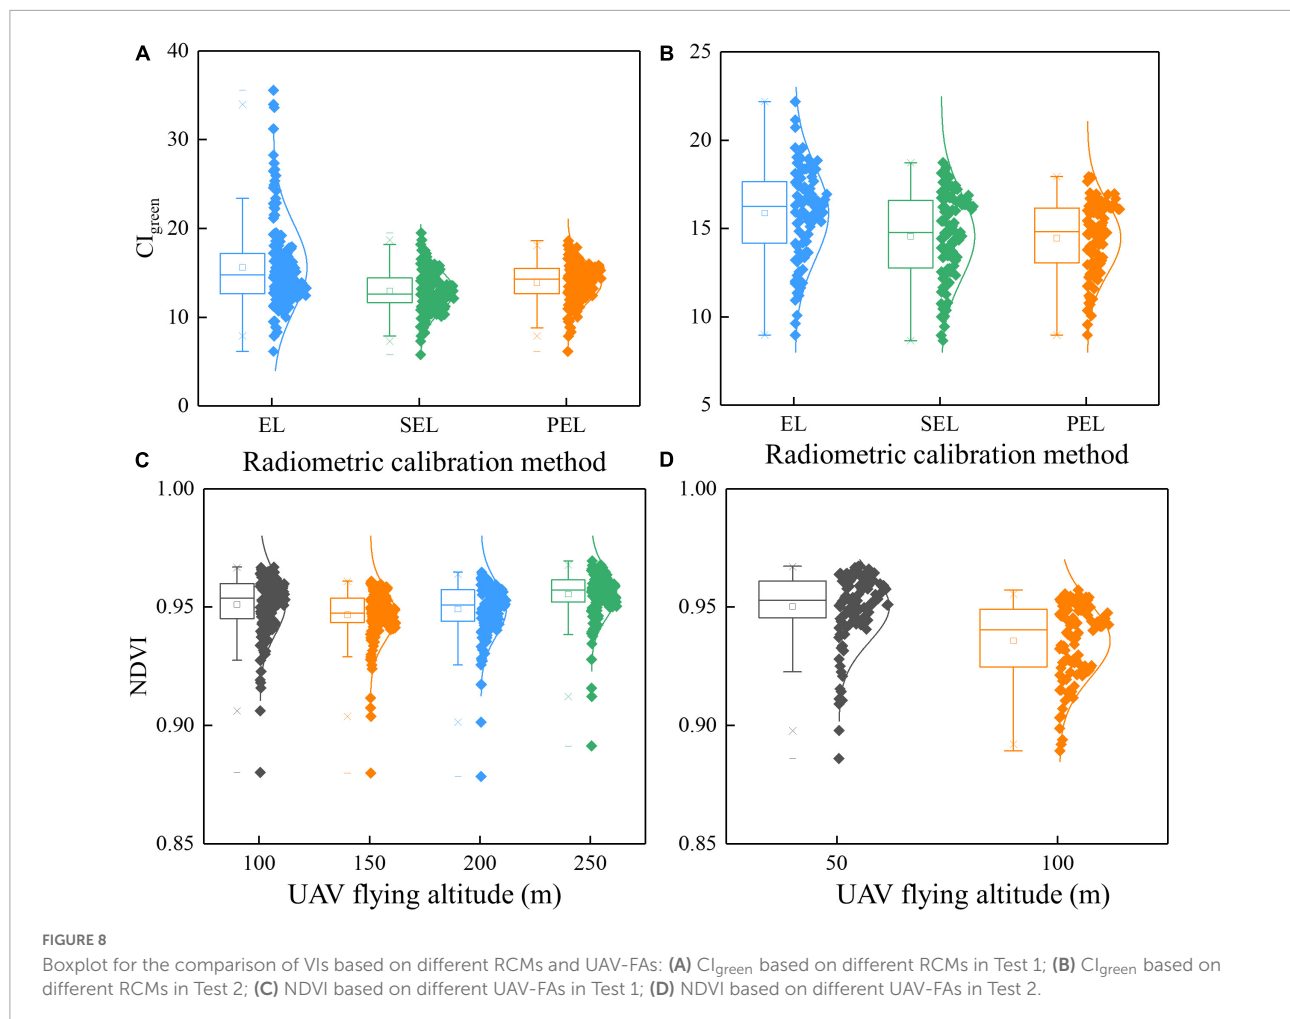 A
40
30
20
10
0
CIgreen
EL SEL PEL
Radiometric calibration method
B
25
20
15
10
5
EL SEL PEL
Radiometric calibration method
C
1.00
0.95
0.90
0.85
NDVI
100 150 200 250
UAV flying altitude (m)
D
1.00
0.95
0.90
0.85
50 100
UAV flying altitude (m)
FIGURE 8
Boxplot for the comparison of VIs based on different RCMs and UAV-FAs: (A) CIgreen based on different RCMs in Test 1; (B) CIgreen based on
different RCMs in Test 2; (C) NDVI based on different UAV-FAs in Test 1; (D) NDVI based on different UAV-FAs in Test 2.